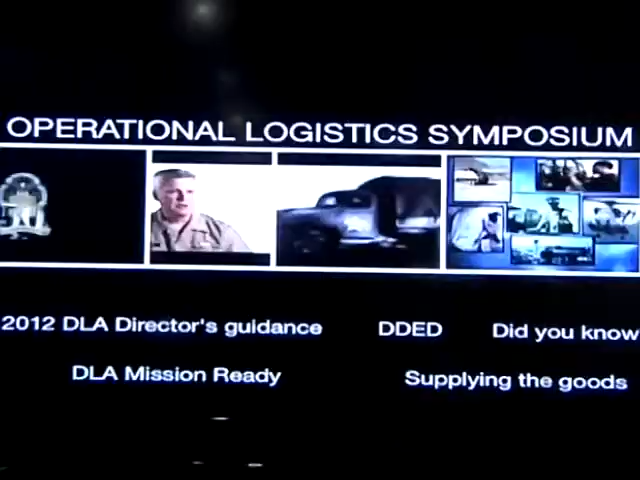 OPERATIONAL LOGISTICS SYMPOSIUM
2012 DLA Director's guidance DDED Did you know
DLA Mission Ready Supplying the goods